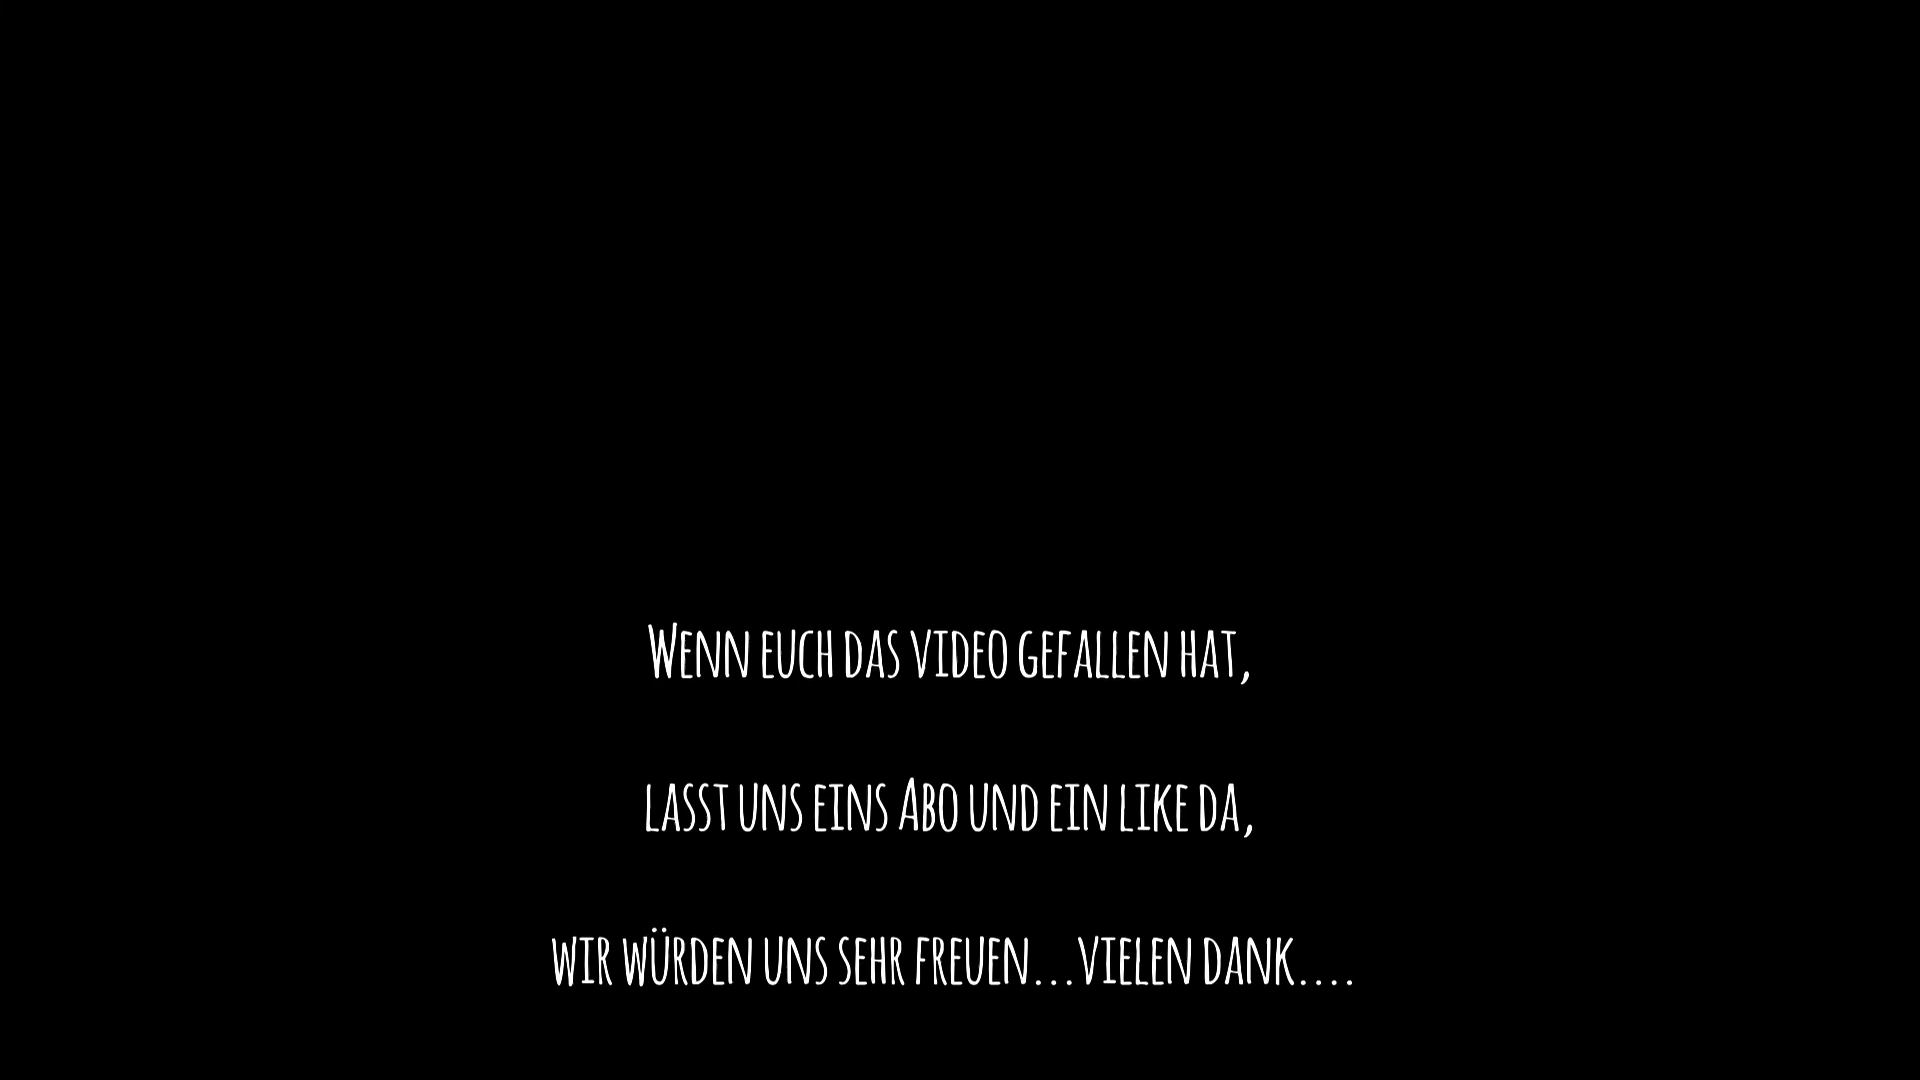 Wenn euch das video gefallen hat,
lasst uns eins Abo und ein like da,
wir würden uns sehr freuen...vielen dank....